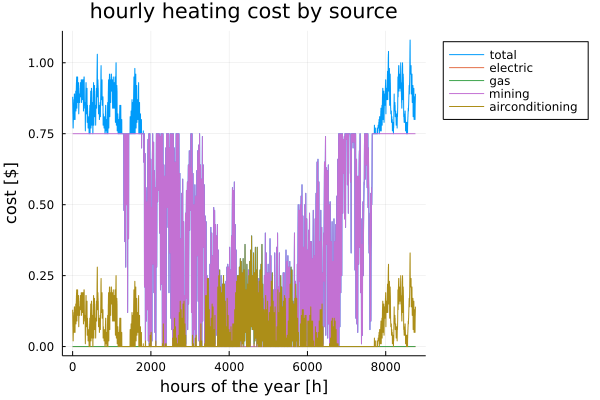 hourly heating cost by source
total
electric
gas
mining
airconditioning
cost [$]
1.00
0.75
0.50
0.25
0.00
0
2000
4000
6000
8000
hours of the year [h]